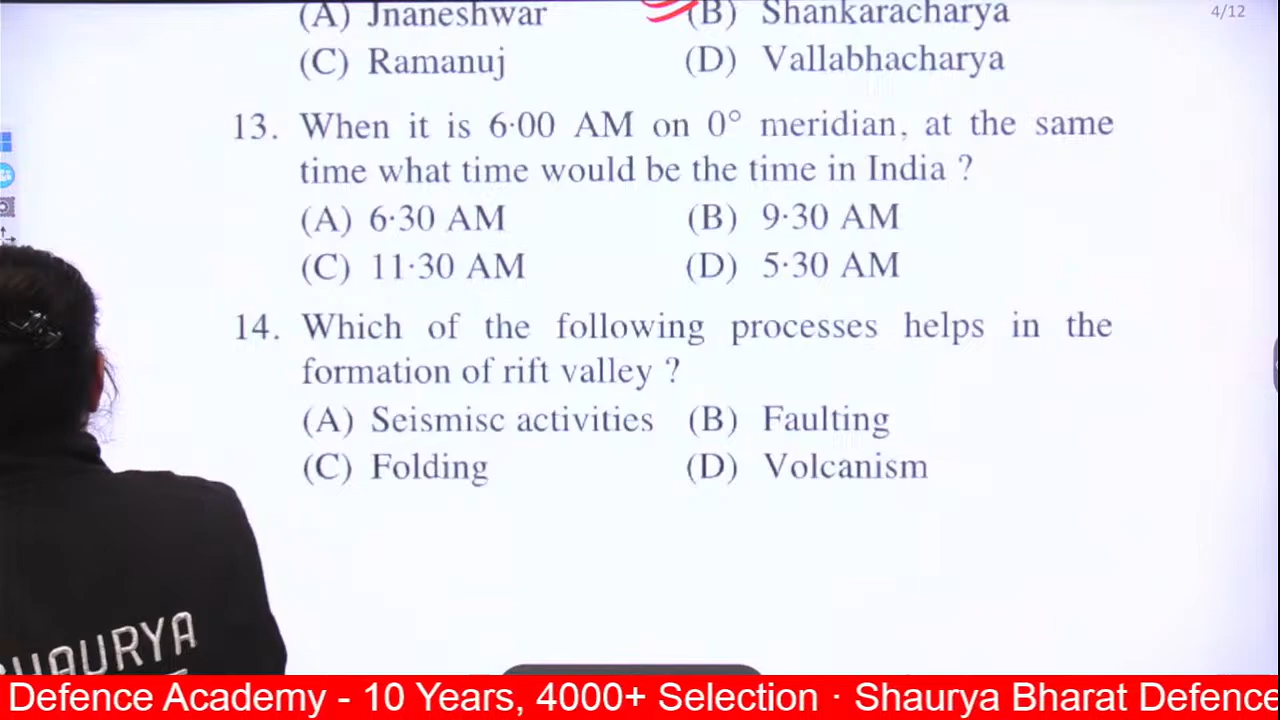 (A) Jnaneshwar (B) Shankaracharya
4/12
(C) Ramanuj (D) Vallabhacharya
13. When it is 6·00 AM on 0° meridian, at the same
time what time would be the time in India ?
(A) 6·30 AM (B) 9·30 AM
(C) 11·30 AM (D) 5·30 AM
14. Which of the following processes helps in the
formation of rift valley ?
(A) Seismisc activities (B) Faulting
(C) Folding (D) Volcanism
HAURYA
Defence Academy - 10 Years, 4000+ Selection · Shaurya Bharat Defence